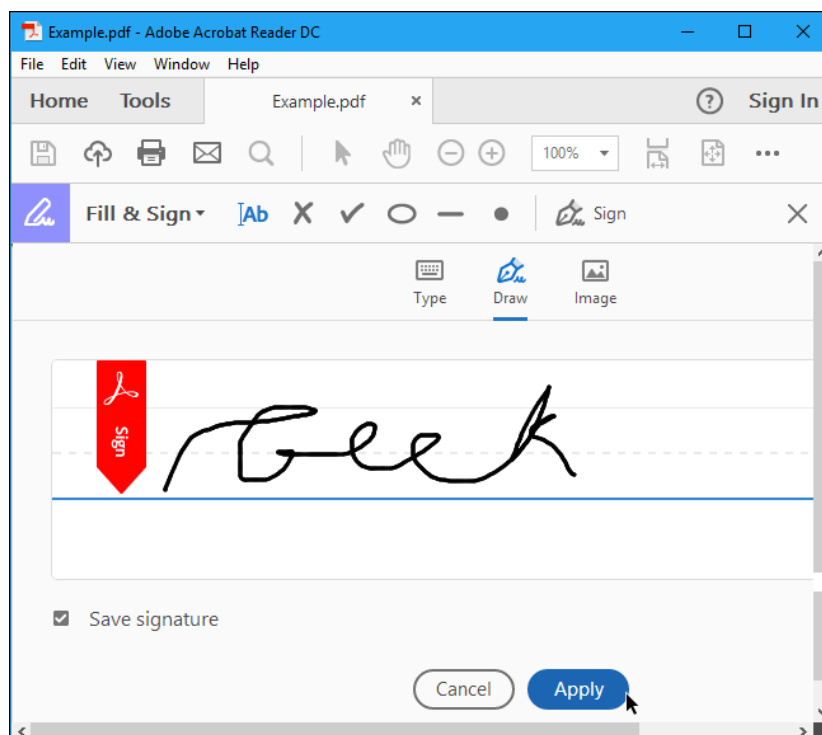 Example.pdf - Adobe Acrobat Reader DC
File Edit View Window Help
Home Tools Example.pdf × ? Sign In
100%
Fill & Sign Ab Sign
Type Draw Image
Sign
Geek
Save signature
Cancel Apply